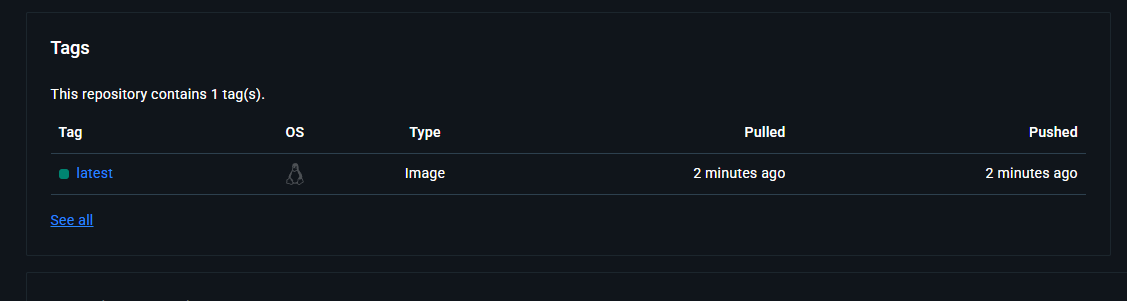 Tags
This repository contains 1 tag(s).
Tag OS Type Pulled Pushed
latest Image 2 minutes ago 2 minutes ago
See all